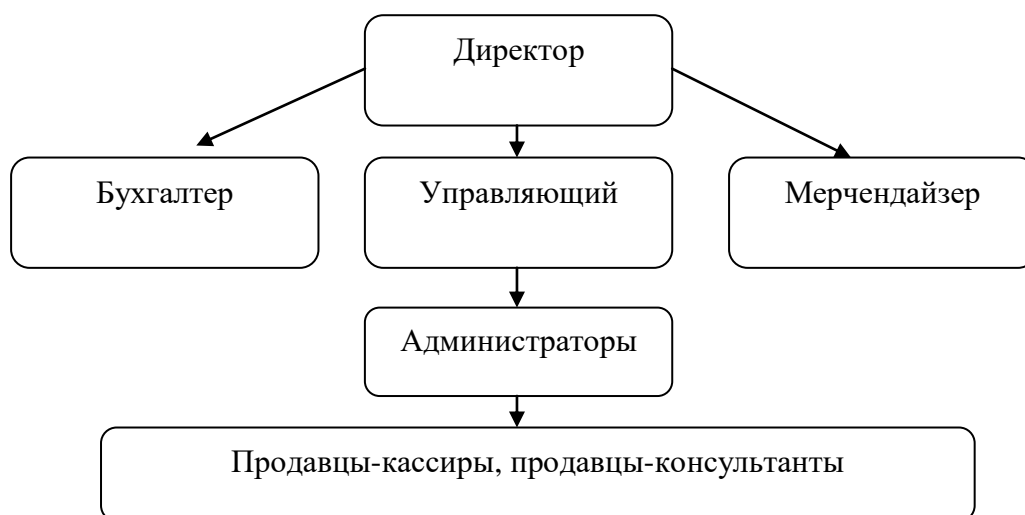 Директор
Бухгалтер
Управляющий
Мерчендайзер
Администраторы
Продавцы-кассиры, продавцы-консультанты